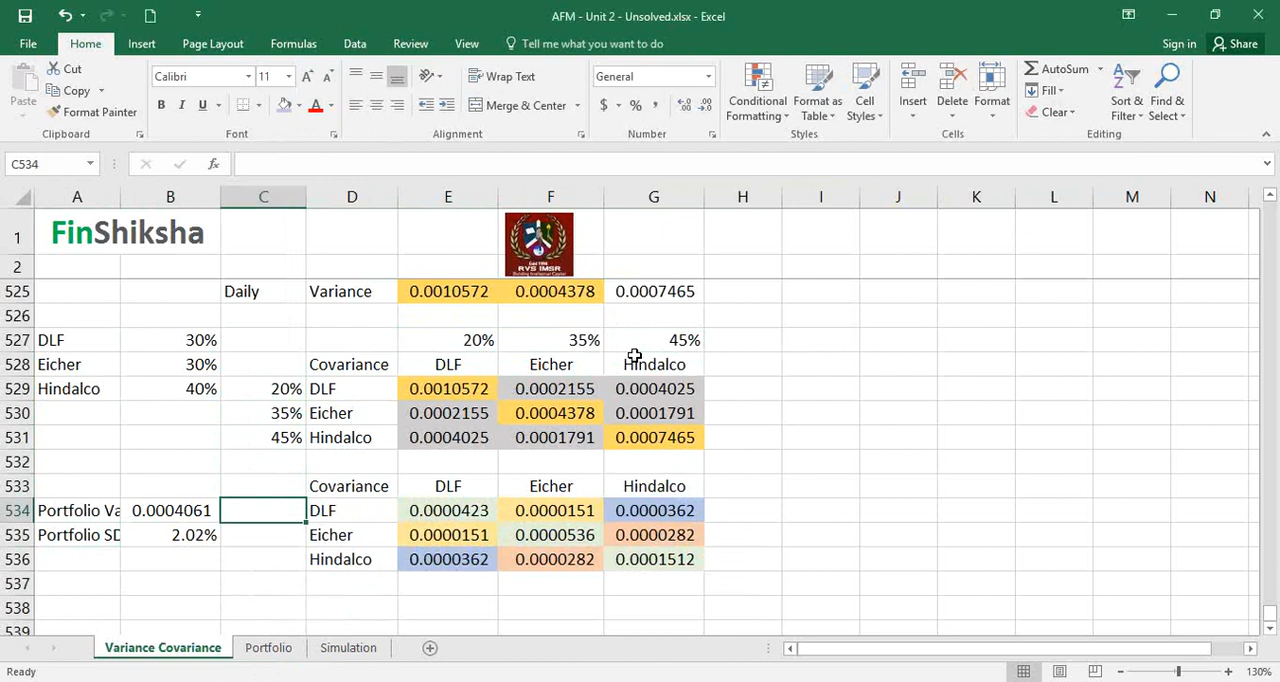 AFM - Unit 2 - Unsolved.xlsx - Excel
File Home Insert Page Layout Formulas Data Review View Tell me what you want to do Sign in Share
Paste Cut Copy Format Painter Clipboard
Calibri 11 B I U Font
Wrap Text Merge & Center Alignment
General $ % , Number
Conditional Formatting Format as Table Cell Styles Styles
Insert Delete Format Cells
AutoSum Fill Clear Sort & Filter Find & Select Editing
C534 fx
A B C D E F G H I J K L M N
1 FinShiksha RVS IMSR
2
525 Daily Variance 0.0010572 0.0004378 0.0007465
526
527 DLF 30% 20% 35% 45%
528 Eicher 30% Covariance DLF Eicher Hindalco
529 Hindalco 40% 20% DLF 0.0010572 0.0002155 0.0004025
530 35% Eicher 0.0002155 0.0004378 0.0001791
531 45% Hindalco 0.0004025 0.0001791 0.0007465
532
533 Covariance DLF Eicher Hindalco
534 Portfolio Va 0.0004061 DLF 0.0000423 0.0000151 0.0000362
535 Portfolio SD 2.02% Eicher 0.0000151 0.0000536 0.0000282
536 Hindalco 0.0000362 0.0000282 0.0001512
537
538
539
Variance Covariance Portfolio Simulation
Ready 130%